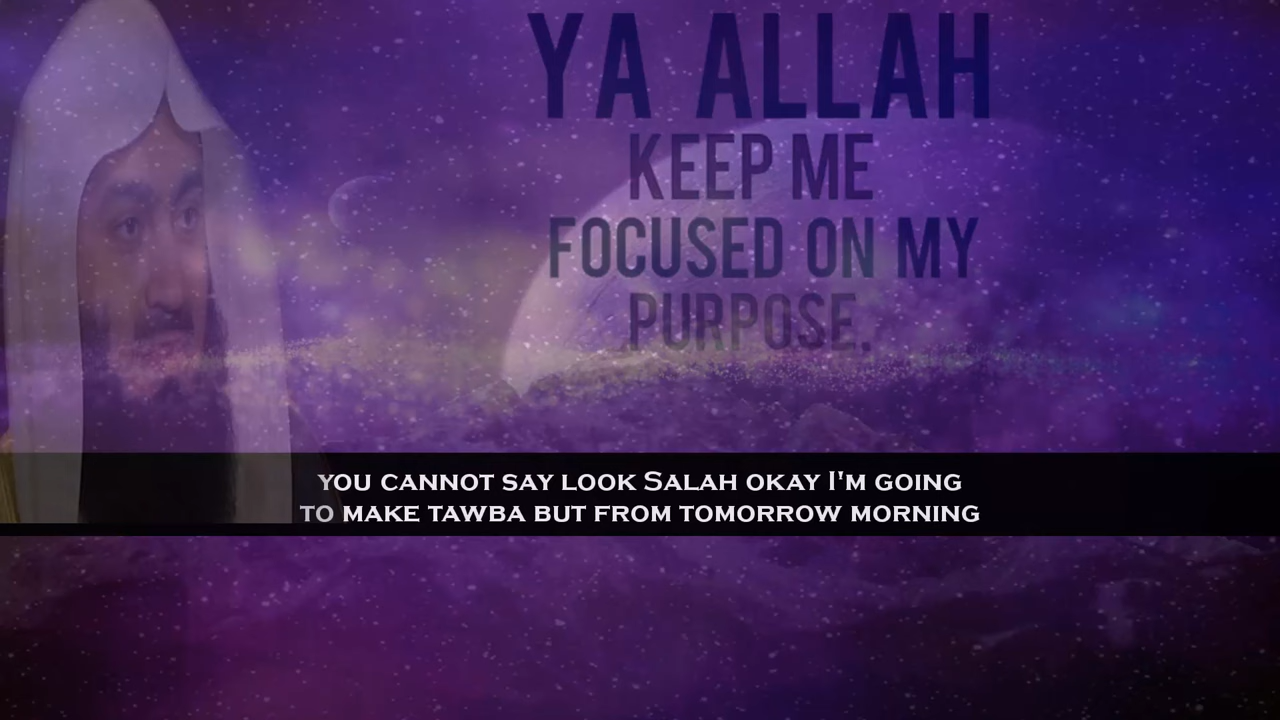 YA ALLAH
KEEP ME
FOCUSED ON MY
PURPOSE.
YOU CANNOT SAY LOOK SALAH OKAY I'M GOING
TO MAKE TAWBA BUT FROM TOMORROW MORNING